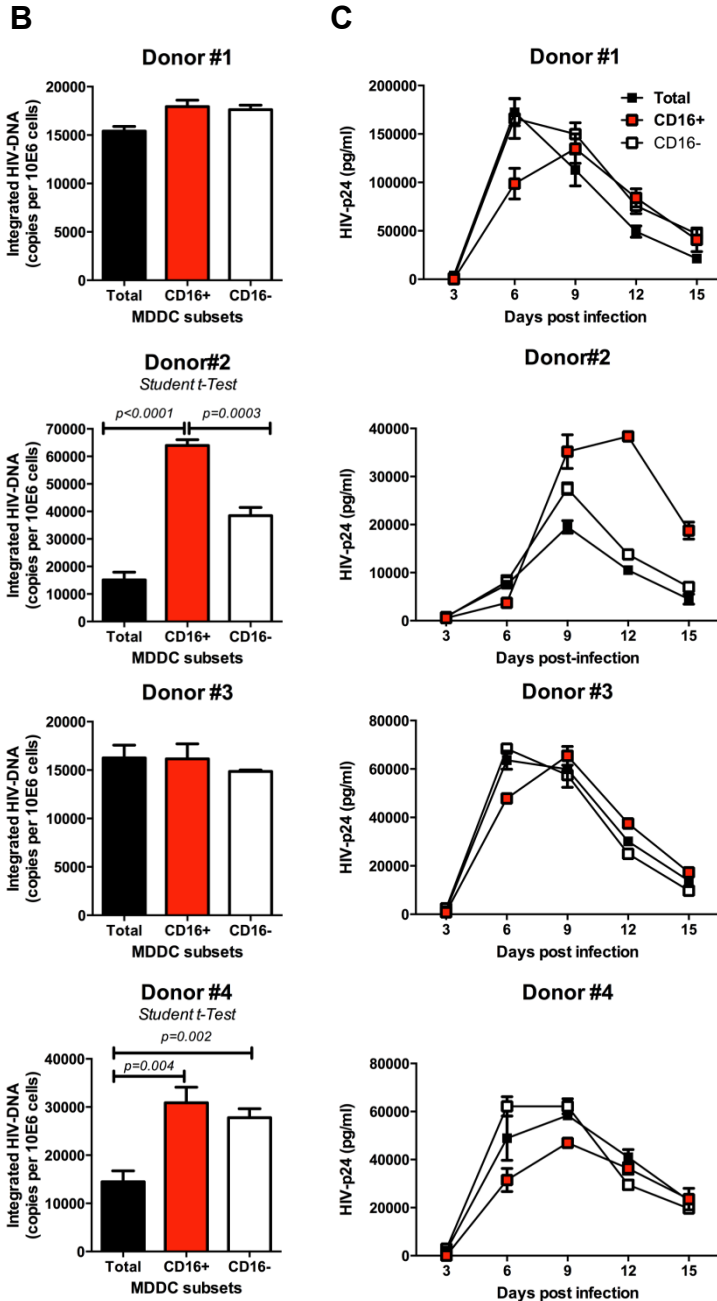 B
C
Donor #1
Integrated HIV-DNA
(copies per 10E6 cells)
20000
15000
10000
5000
0
Total CD16+ CD16-
MDDC subsets
Donor #1
HIV-p24 (pg/ml)
200000
150000
100000
50000
0
Total
CD16+
CD16-
3 6 9 12 15
Days post infection
Donor#2
Student t-Test
p<0.0001 p=0.0003
Integrated HIV-DNA
(copies per 10E6 cells)
70000
60000
50000
40000
30000
20000
10000
0
Total CD16+ CD16-
MDDC subsets
Donor#2
HIV-p24 (pg/ml)
40000
30000
20000
10000
0
3 6 9 12 15
Days post-infection
Donor #3
Integrated HIV-DNA
(copies per 10E6 cells)
20000
15000
10000
5000
0
Total CD16+ CD16-
MDDC subsets
Donor #3
HIV-p24 (pg/ml)
80000
60000
40000
20000
0
3 6 9 12 15
Days post infection
Donor #4
Student t-Test
p=0.002
p=0.004
Integrated HIV-DNA
(copies per 10E6 cells)
40000
30000
20000
10000
0
Total CD16+ CD16-
MDDC subsets
Donor #4
HIV-p24 (pg/ml)
80000
60000
40000
20000
0
3 6 9 12 15
Days post infection